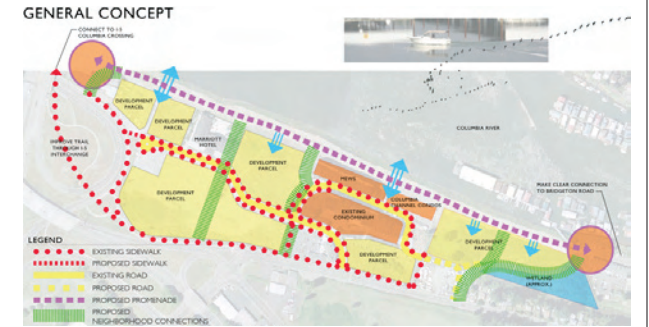 GENERAL CONCEPT
CONNECT TO I-5
COLUMBIA CROSSING
DEVELOPMENT
PARCEL
DEVELOPMENT
PARCEL
MARRIOTT
HOTEL
COLUMBIA RIVER
IMPROVE TRAIL
THROUGH I-5
INTERCHANGE
DEVELOPMENT
PARCEL
DEVELOPMENT
PARCEL
MEWS
COLUMBIA
CHANNEL CONDOS
MAKE CLEAR CONNECTION
TO BRIDGETON ROAD
EXISTING
CONDOMINIUM
DEVELOPMENT
PARCEL
DEVELOPMENT
PARCEL
WETLAND
(APPROX.)
LEGEND
EXISTING SIDEWALK
PROPOSED SIDEWALK
EXISTING ROAD
PROPOSED ROAD
PROPOSED PROMENADE
PROPOSED
NEIGHBORHOOD CONNECTIONS